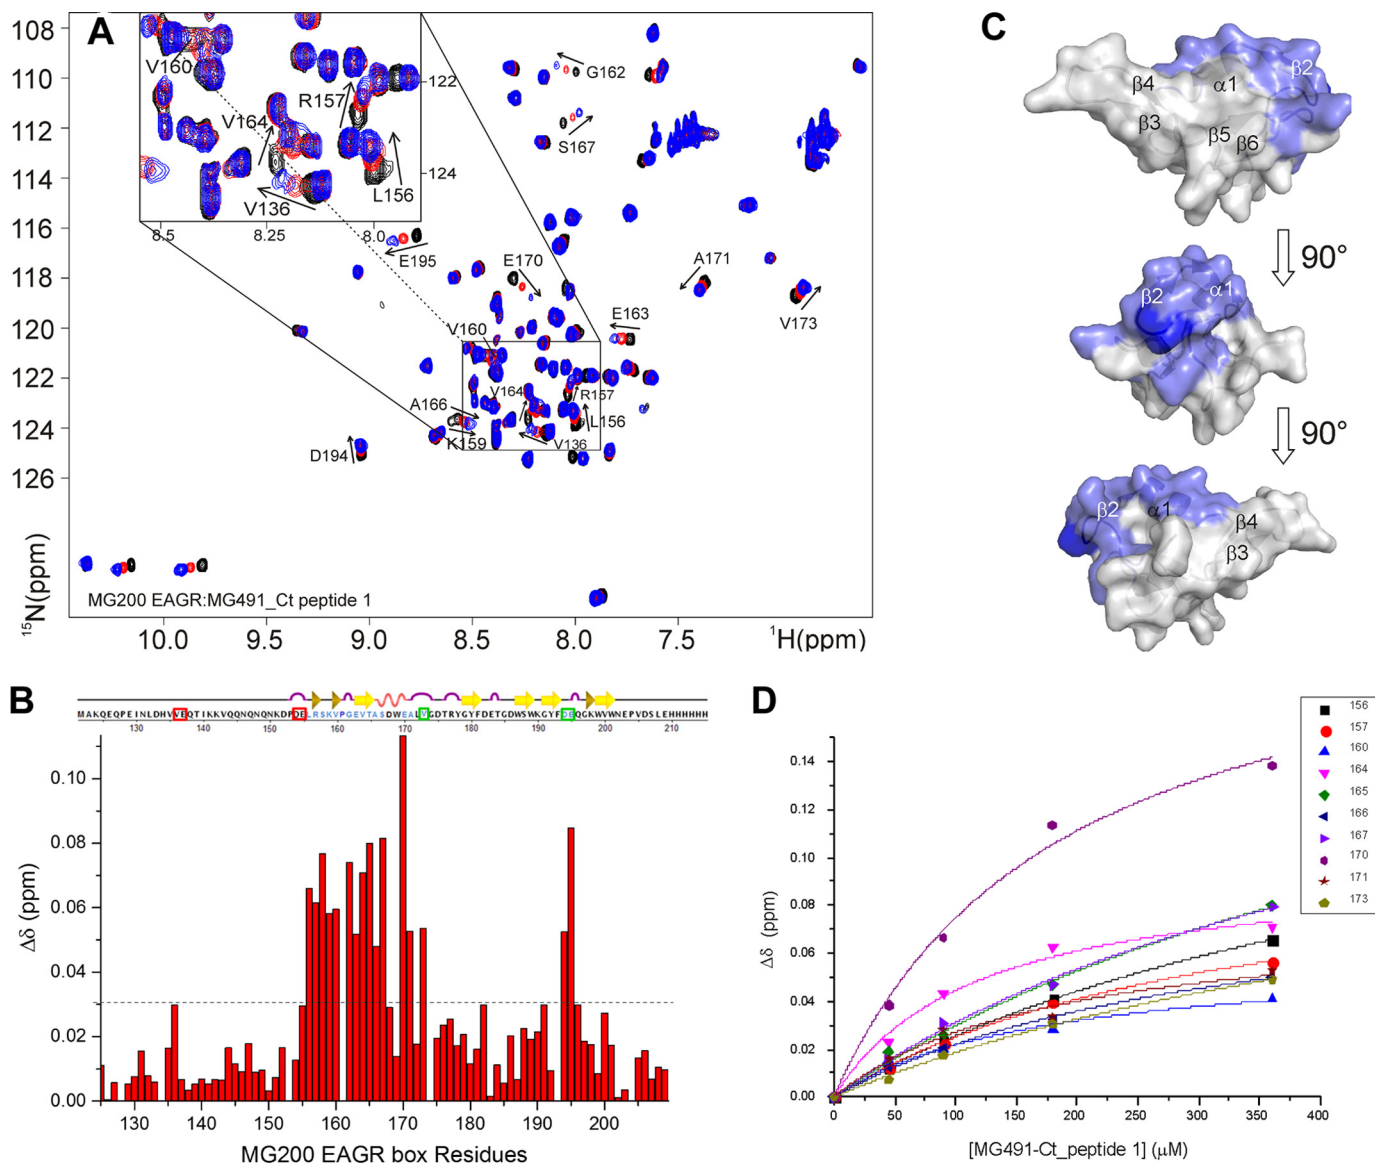 A
108
110
112
114
116
118
120
122
124
126
¹⁵N(ppm)
10.0
9.5
9.0
8.5
8.0
7.5
¹H(ppm)
V160
R157
V164
V136
L156
122
124
8.5
8.25
8.0
G162
S167
E195
E170
A171
V173
E163
V160
V164
R157
A166
K159
L156
V136
D194
MG200 EAGR:MG491_Ct peptide 1
C
β4
α1
β2
β3
β5
β6
90°
β2
α1
90°
β2
α1
β4
β3
B
MAKQEQPEINLDHVVEQTIKKVQQNQNQNKDPDELRSKVPGEVTASDWEALVGDTRYGYFDETGDWSWKGYFDEQGKWVWNEPVDSLEHHHHHH
130
140
150
160
170
180
190
200
210
Δδ (ppm)
0.10
0.08
0.06
0.04
0.02
0.00
130
140
150
160
170
180
190
200
MG200 EAGR box Residues
D
Δδ (ppm)
0.14
0.12
0.10
0.08
0.06
0.04
0.02
0.00
0
50
100
150
200
250
300
350
400
[MG491-Ct_peptide 1] (μM)
156
157
160
164
165
166
167
170
171
173